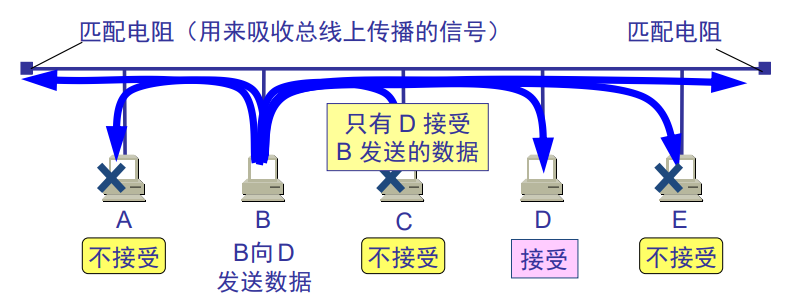 匹配电阻（用来吸收总线上传播的信号）
匹配电阻
只有 D 接受
B 发送的数据
A
B
C
D
E
不接受
B向 D
发送数据
不接受
接受
不接受